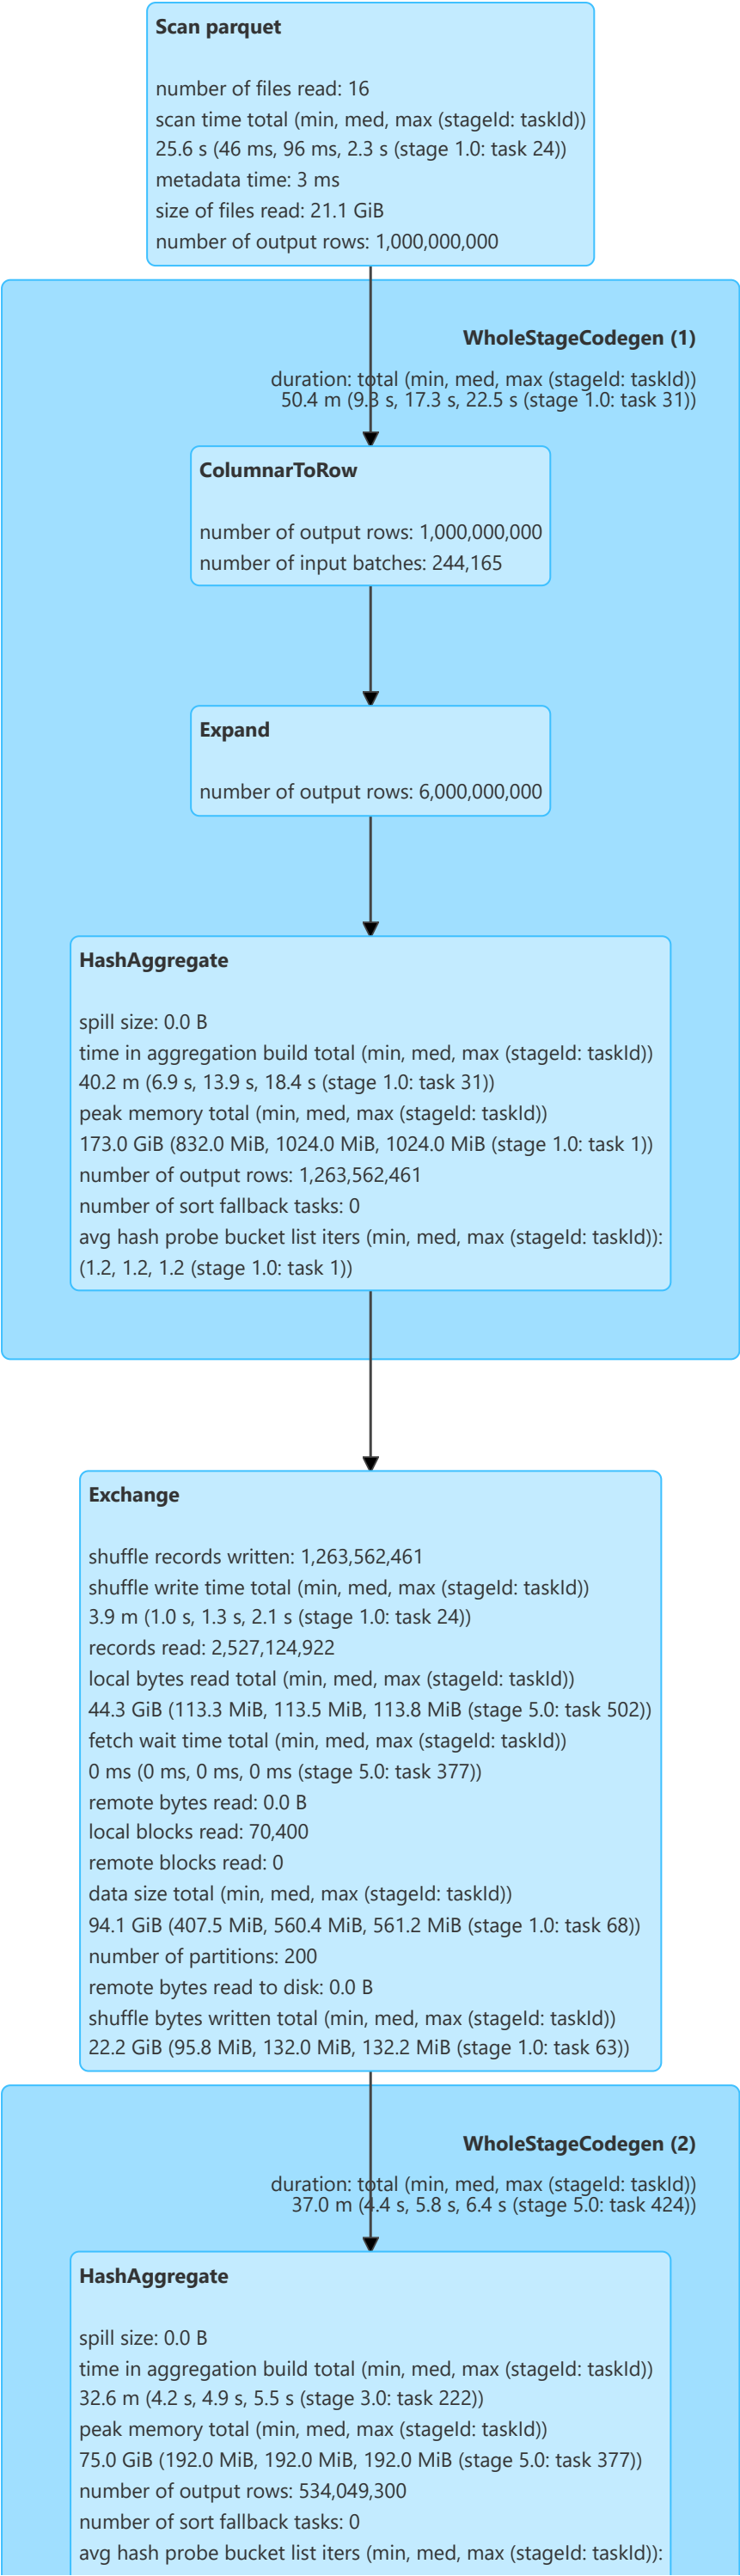 Scan parquet
number of files read: 16
scan time total (min, med, max (stageId: taskId))
25.6 s (46 ms, 96 ms, 2.3 s (stage 1.0: task 24))
metadata time: 3 ms
size of files read: 21.1 GiB
number of output rows: 1,000,000,000
WholeStageCodegen (1)
duration: total (min, med, max (stageId: taskId))
50.4 m (9.3 s, 17.3 s, 22.5 s (stage 1.0: task 31))
ColumnarToRow
number of output rows: 1,000,000,000
number of input batches: 244,165
Expand
number of output rows: 6,000,000,000
HashAggregate
spill size: 0.0 B
time in aggregation build total (min, med, max (stageId: taskId))
40.2 m (6.9 s, 13.9 s, 18.4 s (stage 1.0: task 31))
peak memory total (min, med, max (stageId: taskId))
173.0 GiB (832.0 MiB, 1024.0 MiB, 1024.0 MiB (stage 1.0: task 1))
number of output rows: 1,263,562,461
number of sort fallback tasks: 0
avg hash probe bucket list iters (min, med, max (stageId: taskId)):
(1.2, 1.2, 1.2 (stage 1.0: task 1))
Exchange
shuffle records written: 1,263,562,461
shuffle write time total (min, med, max (stageId: taskId))
3.9 m (1.0 s, 1.3 s, 2.1 s (stage 1.0: task 24))
records read: 2,527,124,922
local bytes read total (min, med, max (stageId: taskId))
44.3 GiB (113.3 MiB, 113.5 MiB, 113.8 MiB (stage 5.0: task 502))
fetch wait time total (min, med, max (stageId: taskId))
0 ms (0 ms, 0 ms, 0 ms (stage 5.0: task 377))
remote bytes read: 0.0 B
local blocks read: 70,400
remote blocks read: 0
data size total (min, med, max (stageId: taskId))
94.1 GiB (407.5 MiB, 560.4 MiB, 561.2 MiB (stage 1.0: task 68))
number of partitions: 200
remote bytes read to disk: 0.0 B
shuffle bytes written total (min, med, max (stageId: taskId))
22.2 GiB (95.8 MiB, 132.0 MiB, 132.2 MiB (stage 1.0: task 63))
WholeStageCodegen (2)
duration: total (min, med, max (stageId: taskId))
37.0 m (4.4 s, 5.8 s, 6.4 s (stage 5.0: task 424))
HashAggregate
spill size: 0.0 B
time in aggregation build total (min, med, max (stageId: taskId))
32.6 m (4.2 s, 4.9 s, 5.5 s (stage 3.0: task 222))
peak memory total (min, med, max (stageId: taskId))
75.0 GiB (192.0 MiB, 192.0 MiB, 192.0 MiB (stage 5.0: task 377))
number of output rows: 534,049,300
number of sort fallback tasks: 0
avg hash probe bucket list iters (min, med, max (stageId: taskId)):